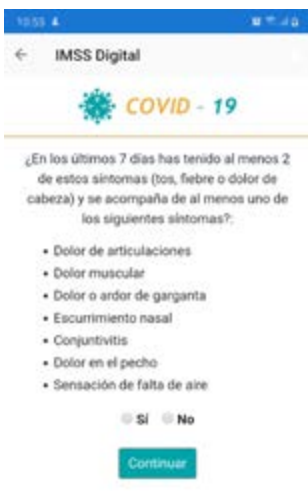 10:55
IMSS Digital
COVID - 19
¿En los últimos 7 días has tenido al menos 2
de estos síntomas (tos, fiebre o dolor de
cabeza) y se acompaña de al menos uno de
los siguientes síntomas?:
• Dolor de articulaciones
• Dolor muscular
• Dolor o ardor de garganta
• Escurrimiento nasal
• Conjuntivitis
• Dolor en el pecho
• Sensación de falta de aire
Sí No
Continuar